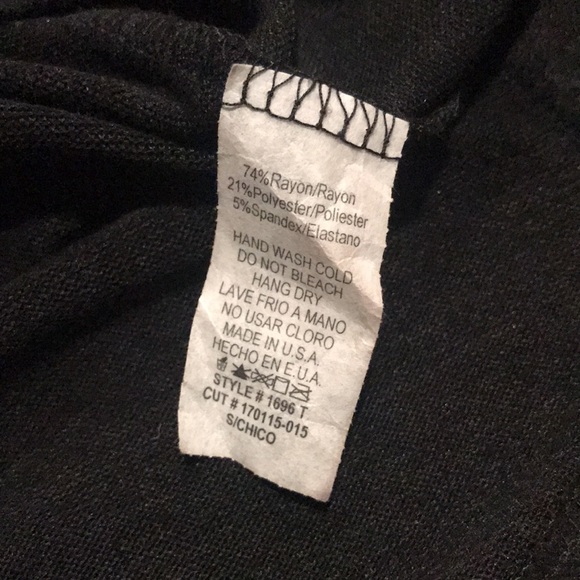 74%Rayon/Rayon
21%Polyester/Poliester
5%Spandex/Elastano
HAND WASH COLD
DO NOT BLEACH
HANG DRY
LAVE FRIO A MANO
NO USAR CLORO
MADE IN U.S.A.
HECHO EN E.U.A.
STYLE # 1696 T
CUT # 170115-015
S/CHICO